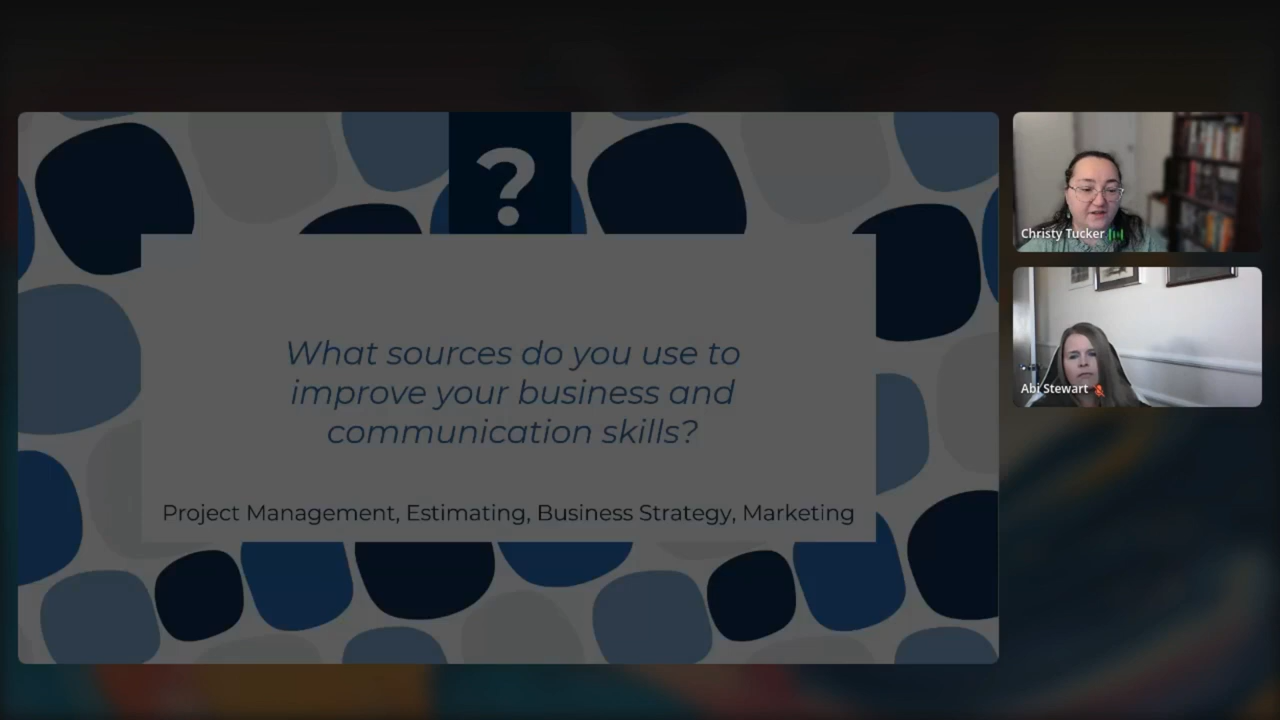 ?
What sources do you use to
improve your business and
communication skills?
Project Management, Estimating, Business Strategy, Marketing
Christy Tucker
Abi Stewart